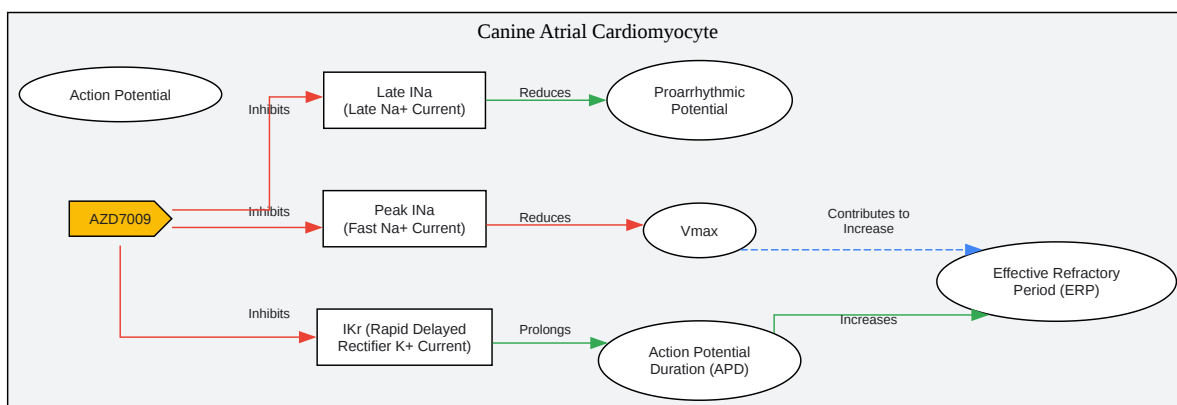 Canine Atrial Cardiomyocyte
Action Potential
Inhibits
Late INa
(Late Na+ Current)
Reduces
Proarrhythmic
Potential
AZD7009
Inhibits
Peak INa
(Fast Na+ Current)
Reduces
Vmax
Contributes to
Increase
Effective Refractory
Period (ERP)
Inhibits
IKr (Rapid Delayed
Rectifier K+ Current)
Prolongs
Action Potential
Duration (APD)
Increases